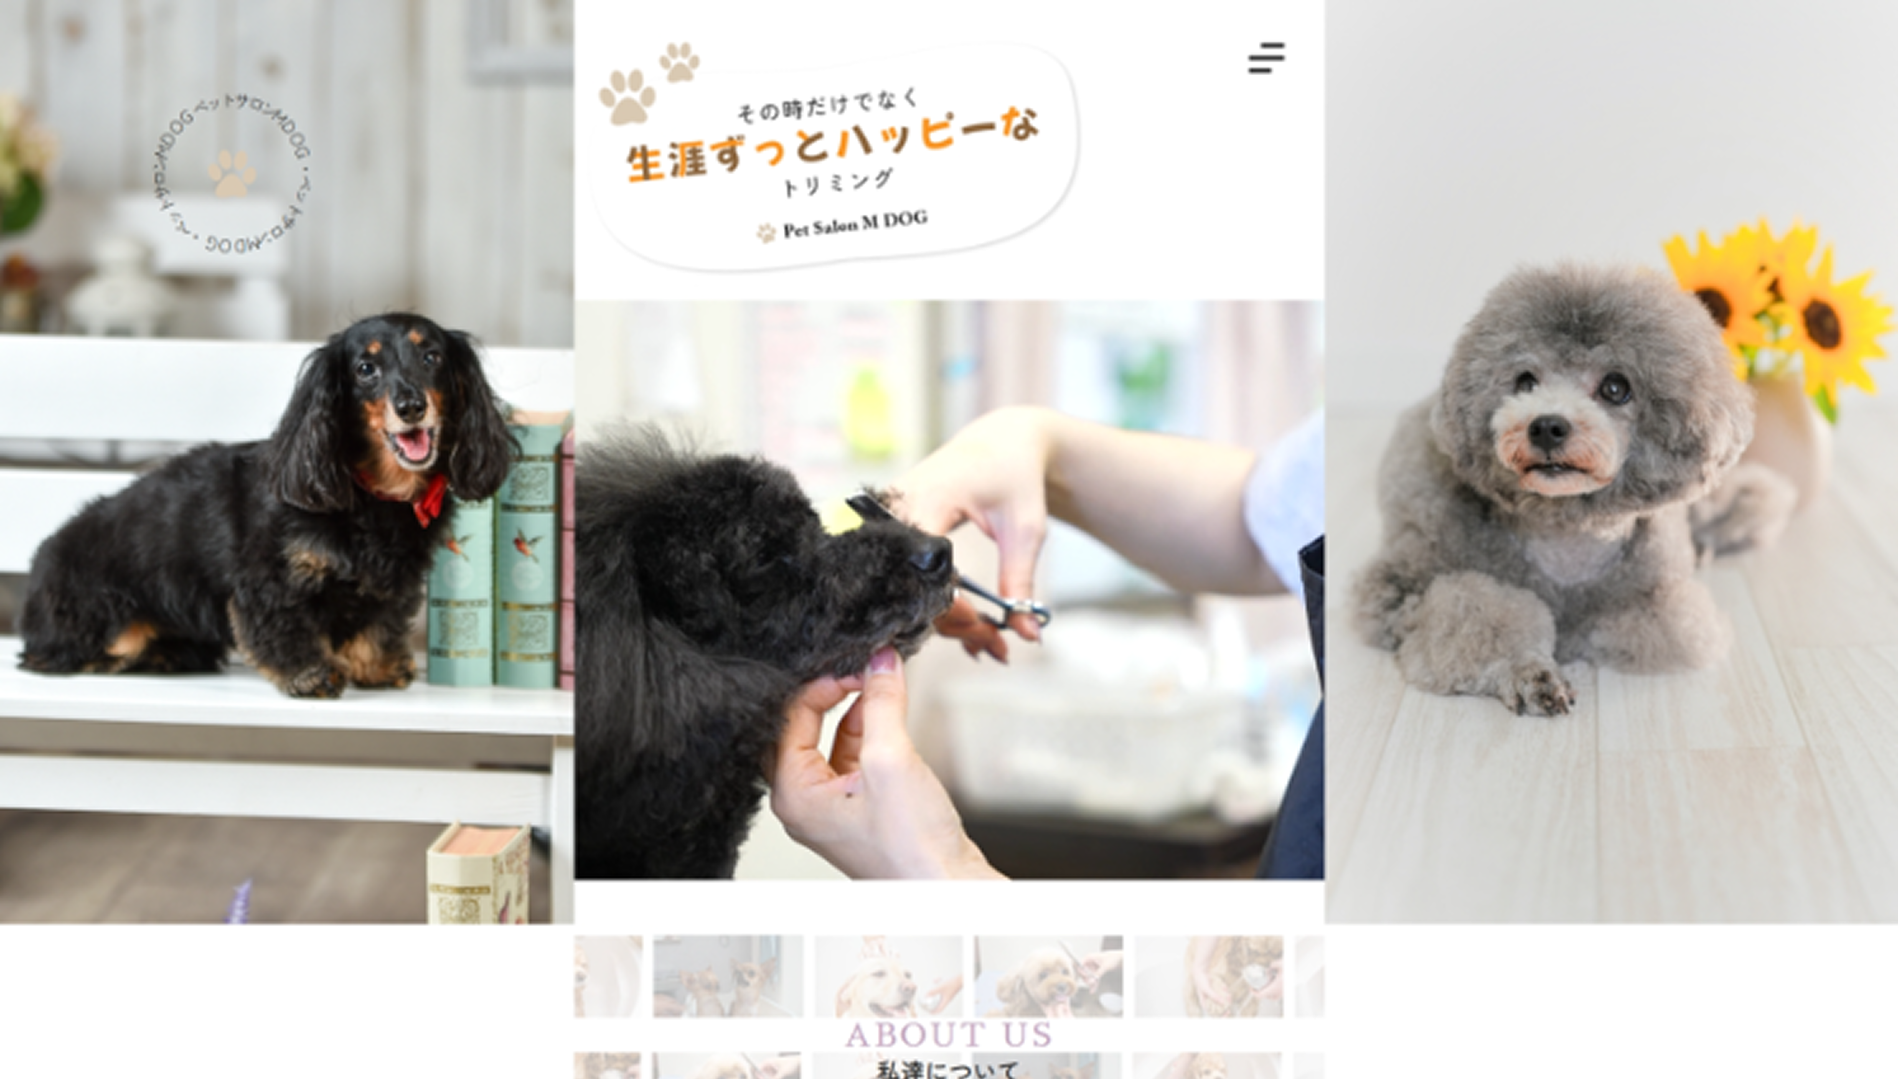 ペットサロンMDOG・ペットサロンMDOG・ペットサロンMDOG
その時だけでなく
生涯ずっとハッピーな
トリミング
Pet Salon M DOG
ABOUT US
私達について